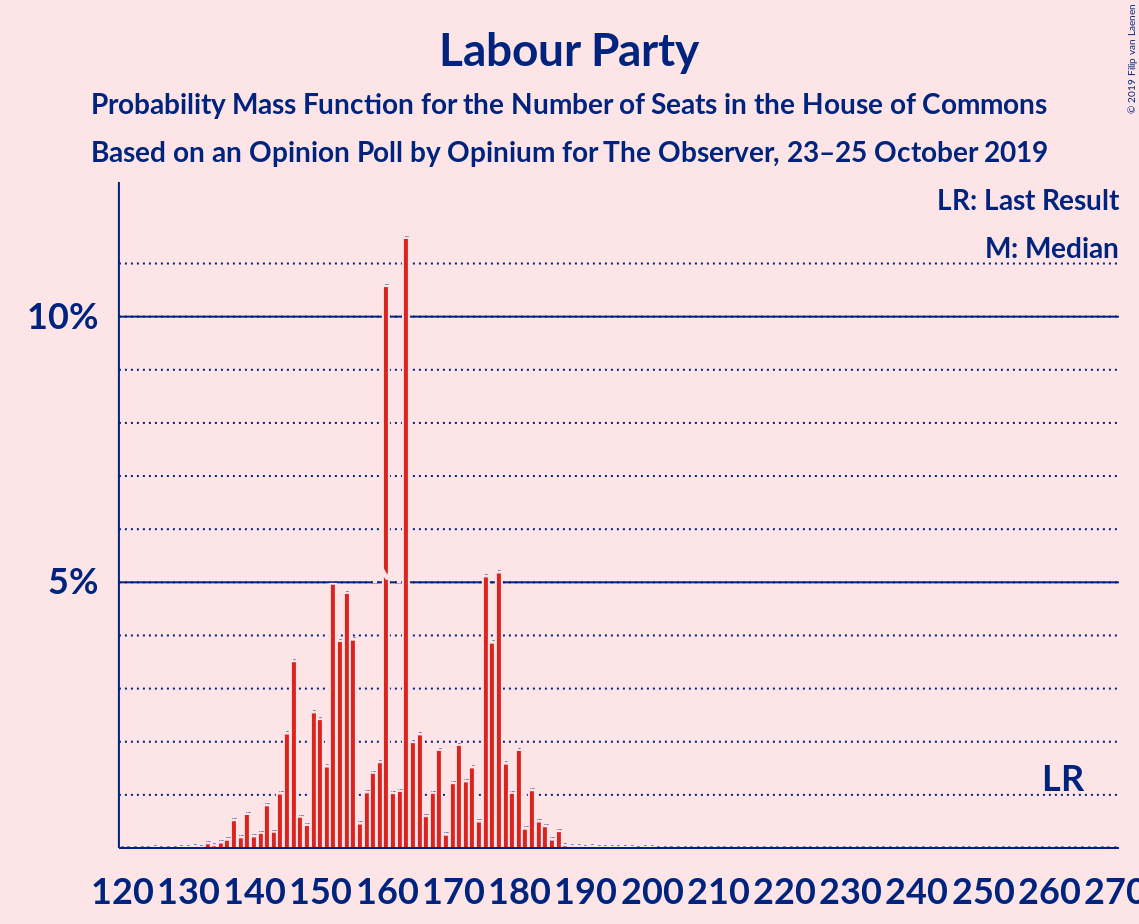 Labour Party
Probability Mass Function for the Number of Seats in the House of Commons
Based on an Opinion Poll by Opinium for The Observer, 23–25 October 2019
© 2019 Filip van Laenen
LR: Last Result
M: Median
10%
5%
LR
120 130 140 150 160 170 180 190 200 210 220 230 240 250 260 270